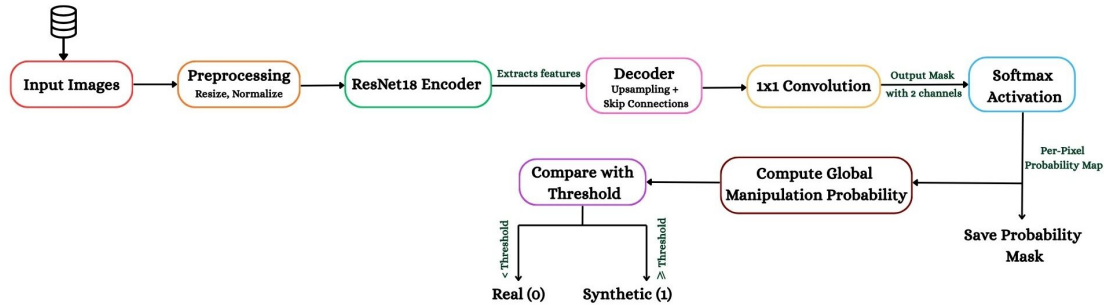 Input Images
Preprocessing
Resize, Normalize
ResNet18 Encoder
Extracts features
Decoder
Upsampling +
Skip Connections
1x1 Convolution
Output Mask
with 2 channels
Softmax
Activation
Per-Pixel
Probability Map
Compute Global
Manipulation Probability
Compare with
Threshold
Save Probability
Mask
< Threshold
⩾ Threshold
Real (0)
Synthetic (1)